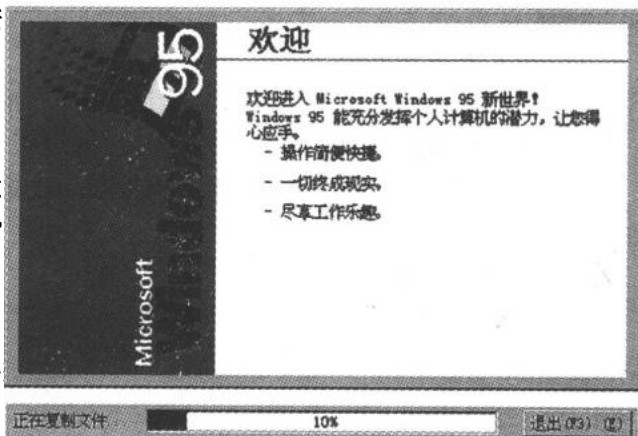 欢迎
欢迎进入 Microsoft Windows 95 新世界！
Windows 95 能充分发挥个人计算机的潜力，让您得
心应手。
- 操作简便快捷。
- 一切终成现实。
- 尽享工作乐趣。
Microsoft
Windows 95
正在复制文件
10%
退出(F3) (E)